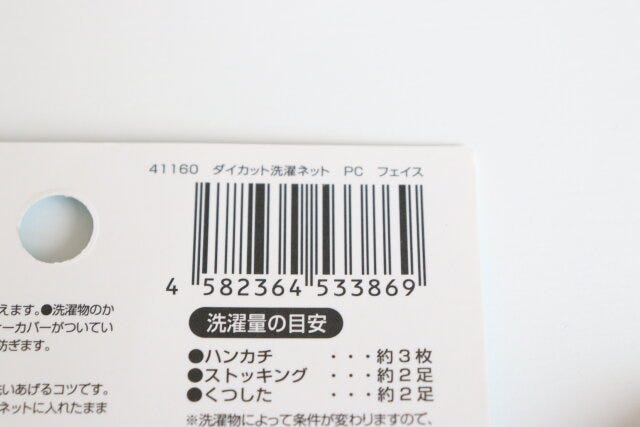 41160 ダイカット洗濯ネット PC フェイス
4 582364 533869
えます。●洗濯物のか
ーカバーがついてい
防ぎます。
洗いあげるコツです。
ネットに入れたまま
洗濯量の目安
●ハンカチ ・・・約3枚
●ストッキング ・・・約2足
●くつした ・・・約2足
※洗濯物によって条件が変わりますので、